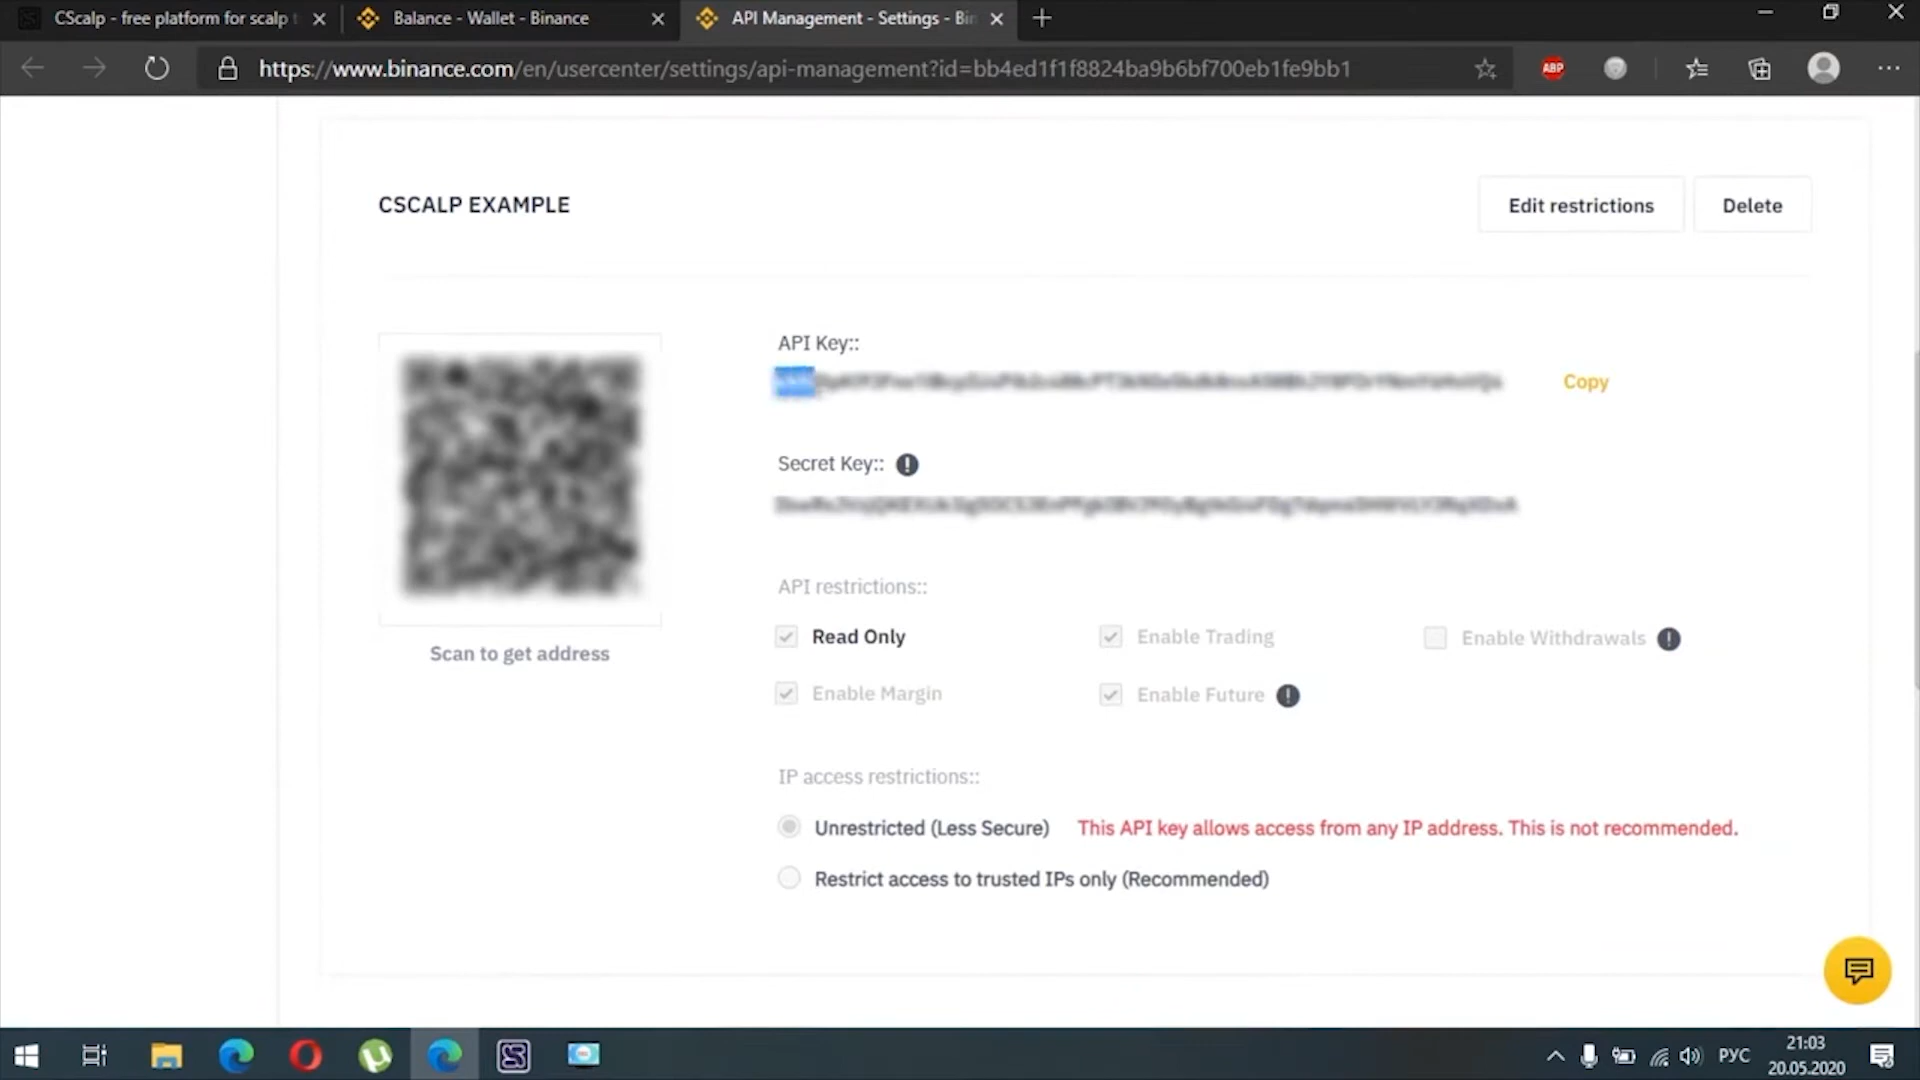 CScalp - free platform for scalp t
Balance - Wallet - Binance
API Management - Settings - Bin
https://www.binance.com/en/usercenter/settings/api-management?id=bb4ed1f1f8824ba9b6bf700eb1fe9bb1
ABP
CSCALP EXAMPLE
Edit restrictions
Delete
API Key::
Copy
Secret Key::
API restrictions::
Read Only
Enable Trading
Enable Withdrawals
Scan to get address
Enable Margin
Enable Future
IP access restrictions::
Unrestricted (Less Secure)
This API key allows access from any IP address. This is not recommended.
Restrict access to trusted IPs only (Recommended)
РУС
21:03
20.05.2020